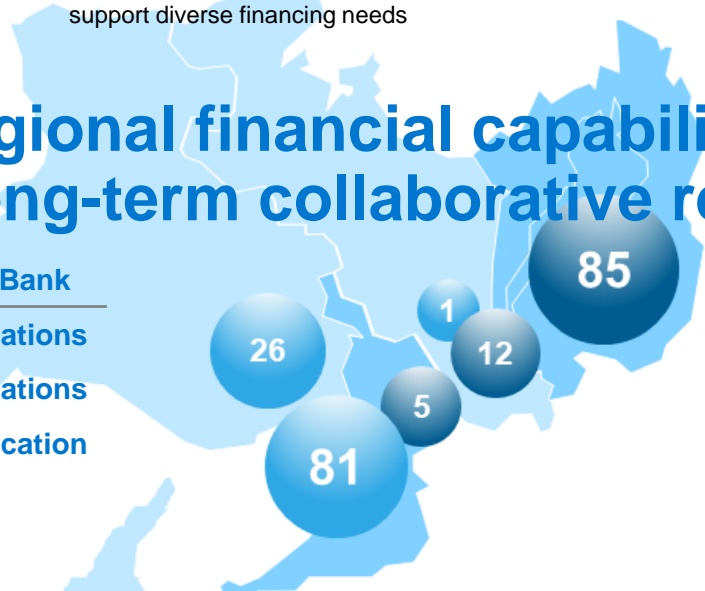 support diverse financing needs
gional financial capabili
ng-term collaborative r
Bank
ations
ations
cation
85
1
26
12
5
81